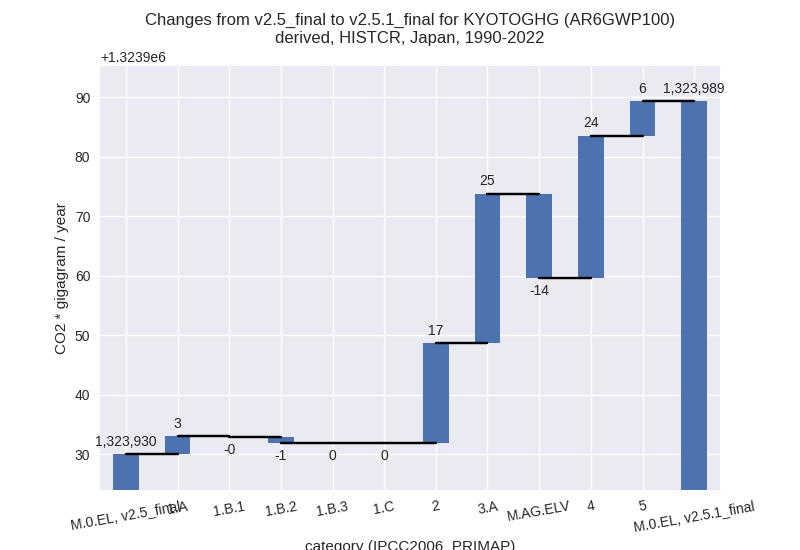 Changes from v2.5_final to v2.5.1_final for KYOTOGHG (AR6GWP100)
derived, HISTCR, Japan, 1990-2022
+1.3239e6
90
80
70
60
50
40
30
CO2 * gigagram / year
1,323,930
3
-0
-1
0
0
17
25
-14
24
6
1,323,989
M.0.EL, v2.5_final
1.A
1.B.1
1.B.2
1.B.3
1.C
2
3.A
M.AG.ELV
4
5
M.0.EL, v2.5.1_final
category (IPCC2006_PRIMAP)